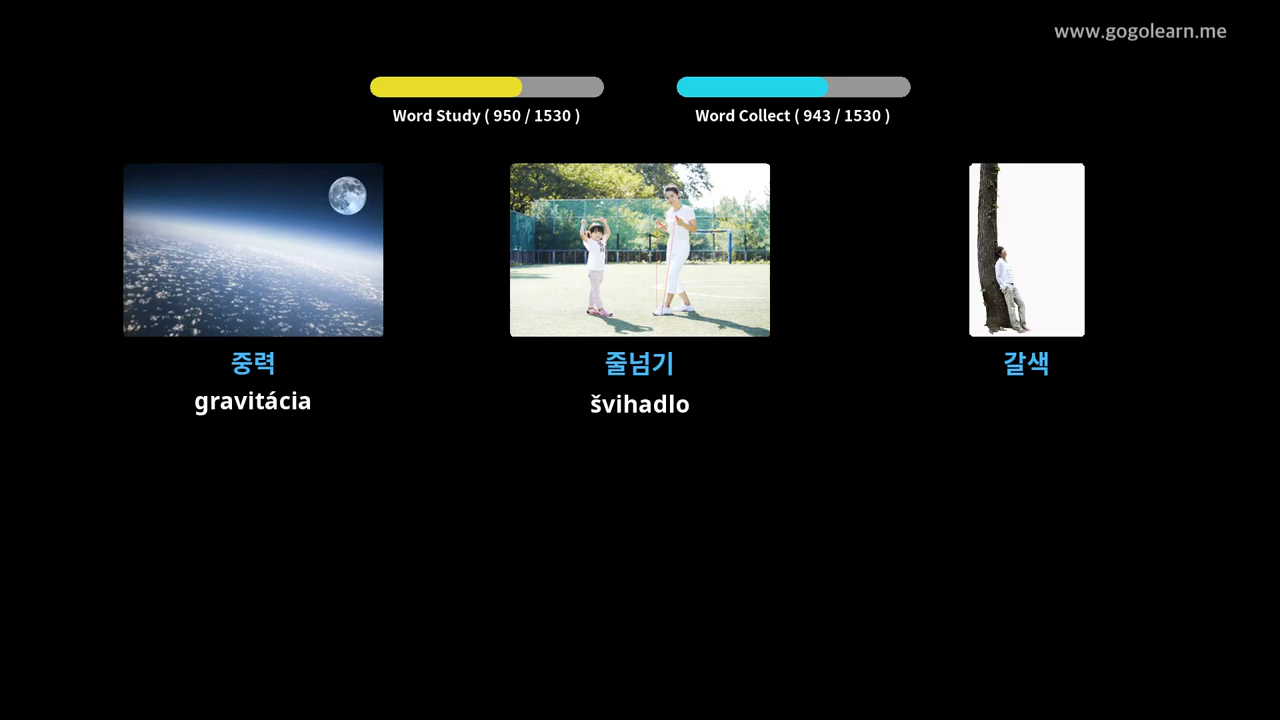 www.gogolearn.me
Word Study ( 950 / 1530 )
Word Collect ( 943 / 1530 )
중력
gravitácia
줄넘기
švihadlo
갈색